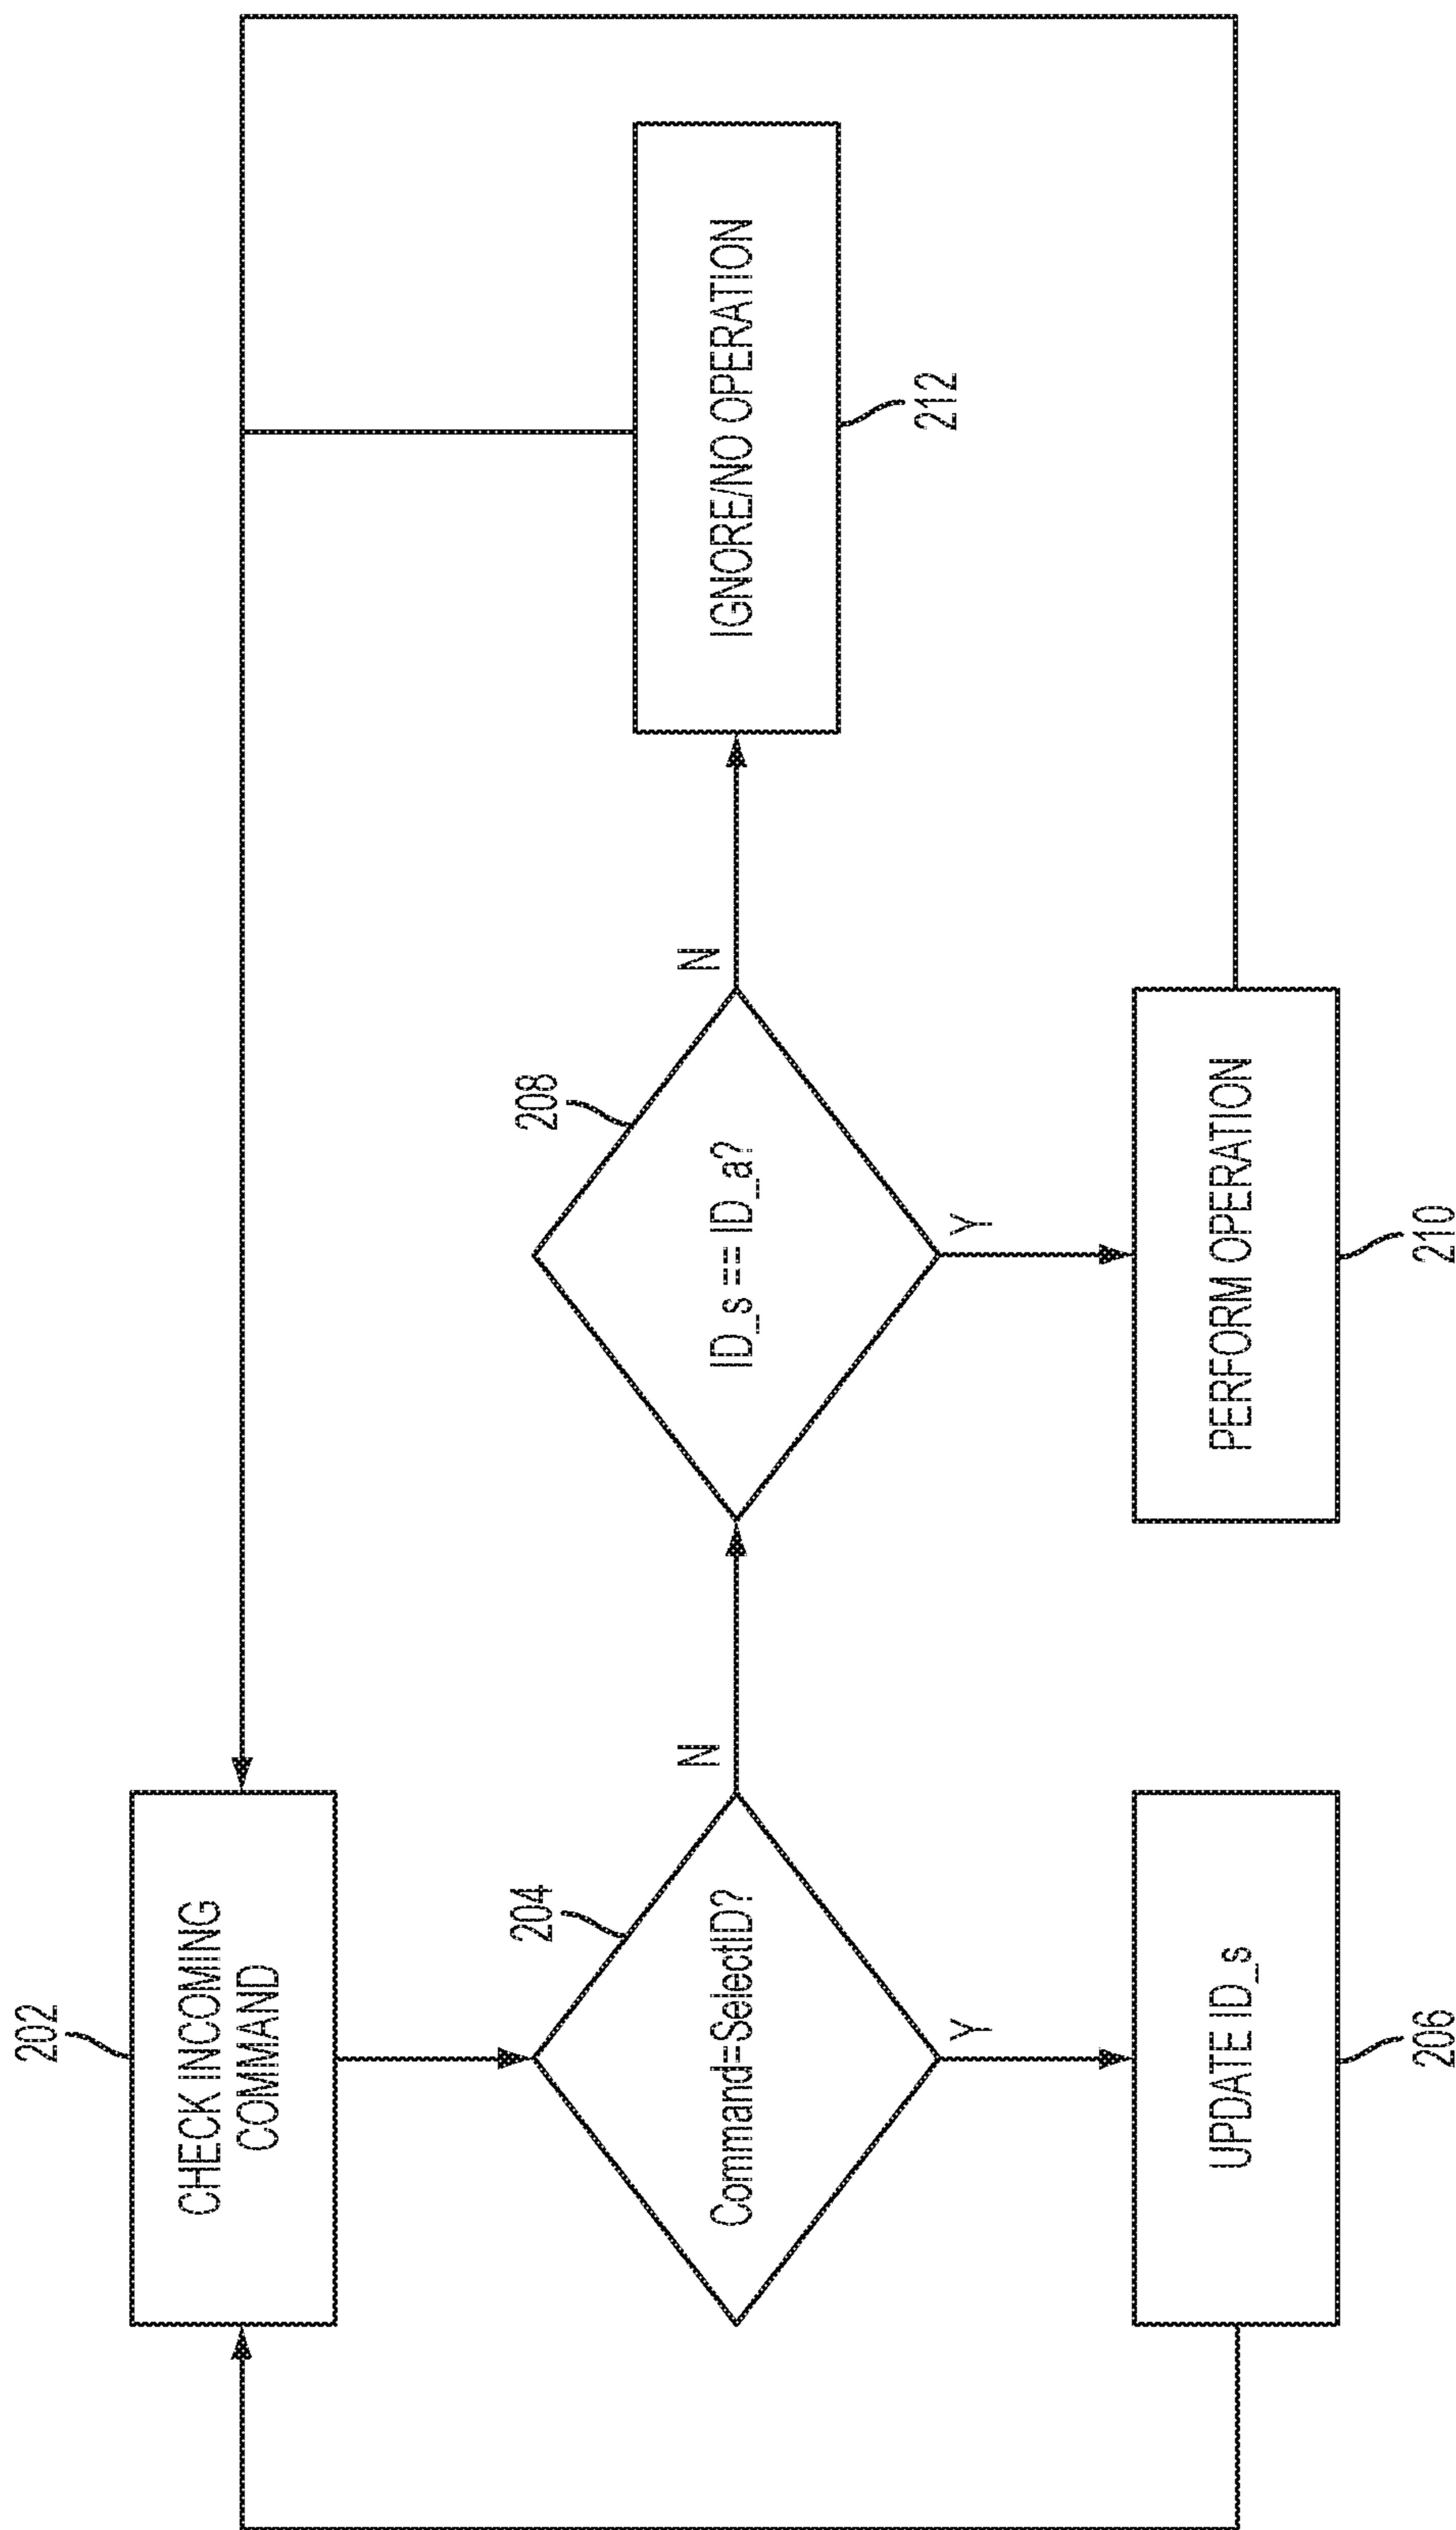 202
CHECK INCOMING
COMMAND
204
Command=SelectID?
N
Y
UPDATE ID_s
206
208
ID_s == ID_a?
N
Y
PERFORM OPERATION
210
IGNORE/NO OPERATION
212